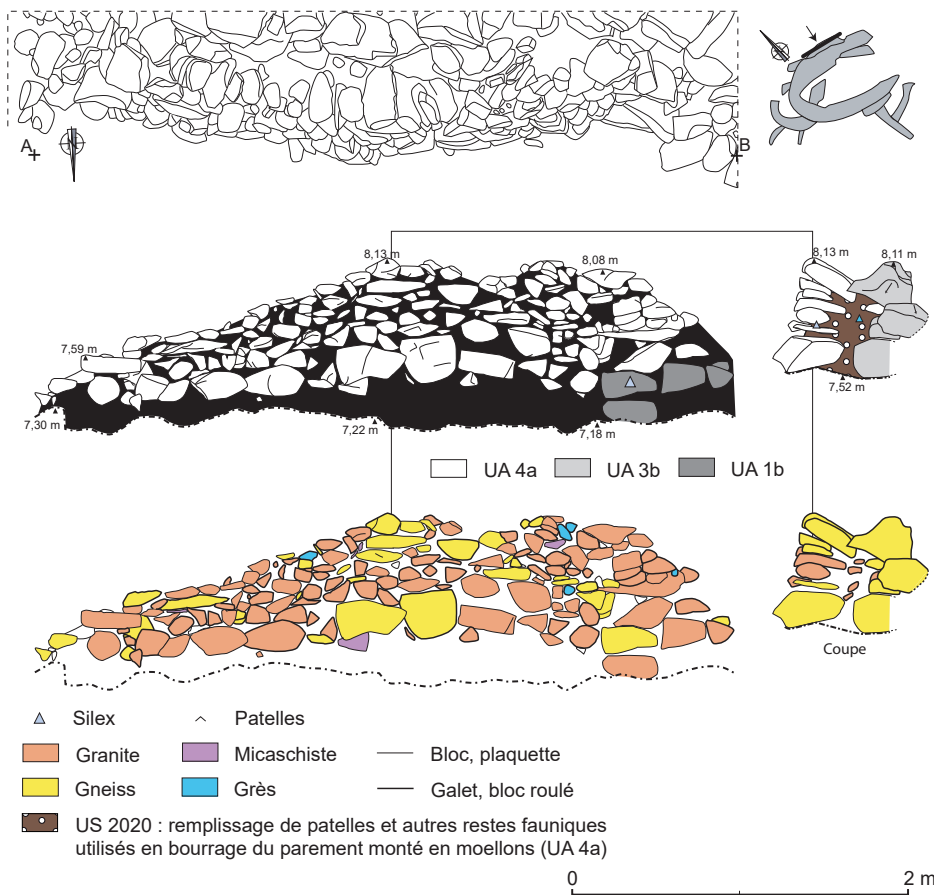 A
B
8,13 m
8,08 m
8,13 m
8,11 m
7,59 m
7,52 m
7,30 m
7,22 m
7,18 m
UA 4a
UA 3b
UA 1b
Coupe
Silex
Patelles
Granite
Micaschiste
Bloc, plaquette
Gneiss
Grès
Galet, bloc roulé
US 2020 : remplissage de patelles et autres restes fauniques
utilisés en bourrage du parement monté en moellons (UA 4a)
0
2 m